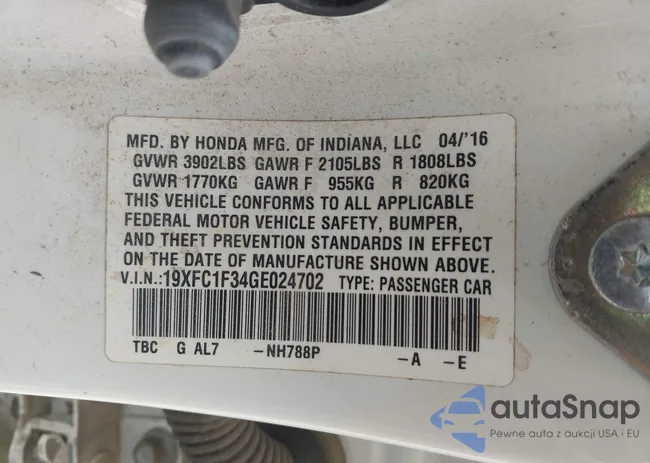 MFD. BY HONDA MFG. OF INDIANA, LLC 04/'16
GVWR 3902LBS GAWR F 2105LBS R 1808LBS
GVWR 1770KG GAWR F 955KG R 820KG
THIS VEHICLE CONFORMS TO ALL APPLICABLE
FEDERAL MOTOR VEHICLE SAFETY, BUMPER,
AND THEFT PREVENTION STANDARDS IN EFFECT
ON THE DATE OF MANUFACTURE SHOWN ABOVE.
V.I.N.:19XFC1F34GE024702 TYPE: PASSENGER CAR
TBC G AL7 -NH788P -A -E
autaSnap
Pewne auta z aukcji USA i EU